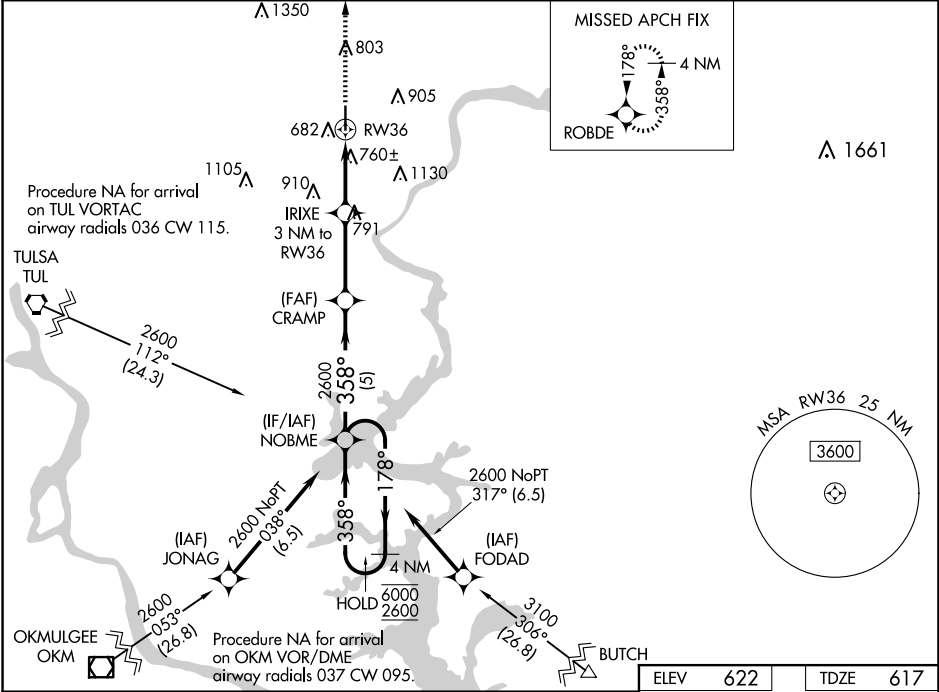 1350
803
905
682
RW36
760±
1130
1105
910
IRIXE
3 NM to
RW36
791
MISSED APCH FIX
178°
4 NM
358°
ROBDE
1661
Procedure NA for arrival
on TUL VORTAC
airway radials 036 CW 115.
TULSA
TUL
2600
112°
(24.3)
(FAF)
CRAMP
2600
358°
(5)
(IF/IAF)
NOBME
178°
358°
4 NM
HOLD
6000
2600
2600 NoPT
038°
(6.5)
(IAF)
JONAG
2600 NoPT
317° (6.5)
(IAF)
FODAD
MSA RW36 25 NM
3600
2600
053°
(26.8)
OKMULGEE
OKM
Procedure NA for arrival
on OKM VOR/DME
airway radials 037 CW 095.
3100
306°
(26.8)
BUTCH
ELEV 622
TDZE 617